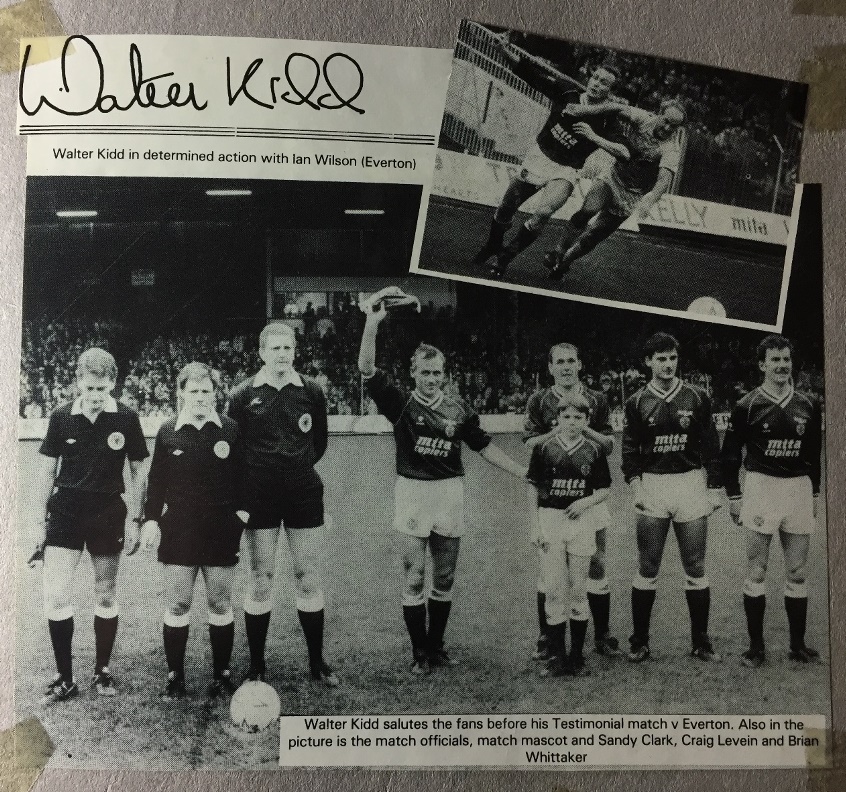 Walter Kidd
Walter Kidd in determined action with Ian Wilson (Everton)
HEARTS
KELLY
mita
mita
mita
copiers
mita
copiers
mita
copiers
mita
copiers
Walter Kidd salutes the fans before his Testimonial match v Everton. Also in the
picture is the match officials, match mascot and Sandy Clark, Craig Levein and Brian
Whittaker